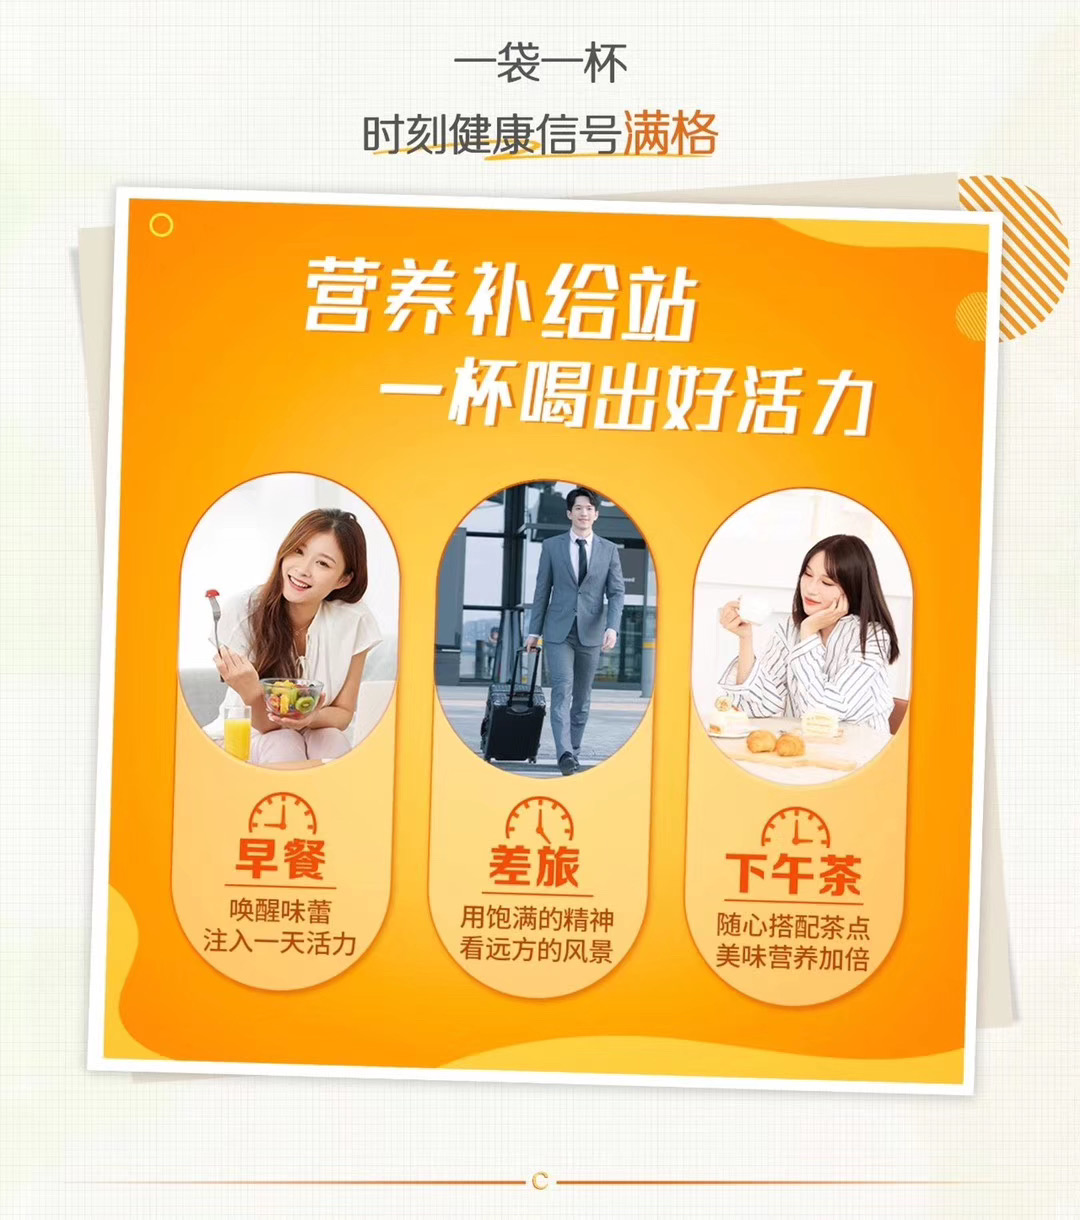 一袋一杯
时刻健康信号满格
营养补给站
一杯喝出好活力
早餐
唤醒味蕾
注入一天活力
差旅
用饱满的精神
看远方的风景
下午茶
随心搭配茶点
美味营养加倍
C